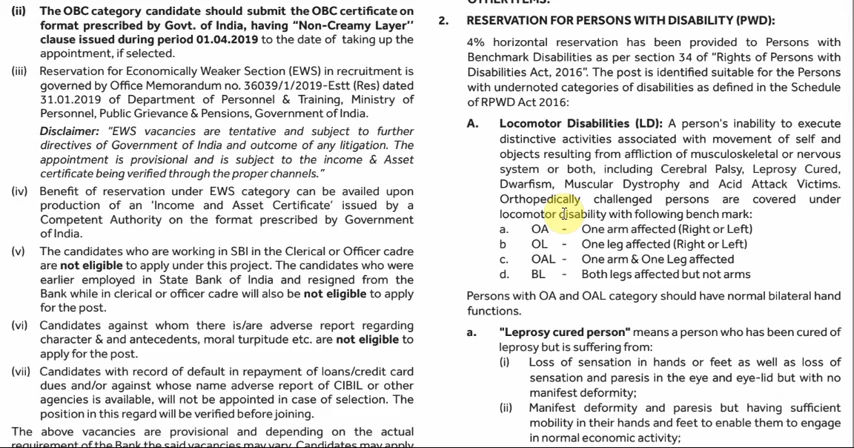 (ii) The OBC category candidate should submit the OBC certificate on
format prescribed by Govt. of India, having “Non-Creamy Layer”
clause issued during period 01.04.2019 to the date of taking up the
appointment, if selected.
(iii) Reservation for Economically Weaker Section (EWS) in recruitment is
governed by Office Memorandum no. 36039/1/2019-Estt (Res) dated
31.01.2019 of Department of Personnel & Training, Ministry of
Personnel, Public Grievance & Pensions, Government of India.
Disclaimer: “EWS vacancies are tentative and subject to further
directives of Government of India and outcome of any litigation. The
appointment is provisional and is subject to the income & Asset
certificate being verified through the proper channels.”
(iv) Benefit of reservation under EWS category can be availed upon
production of an ‘Income and Asset Certificate’ issued by a
Competent Authority on the format prescribed by Government
of India.
(v) The candidates who are working in SBI in the Clerical or Officer cadre
are not eligible to apply under this project. The candidates who were
earlier employed in State Bank of India and resigned from the
Bank while in clerical or officer cadre will also be not eligible to apply
for the post.
(vi) Candidates against whom there is/are adverse report regarding
character & and antecedents, moral turpitude etc. are not eligible to
apply for the post.
(vii) Candidates with record of default in repayment of loans/credit card
dues and/or against whose name adverse report of CIBIL or other
agencies is available, will not be appointed in case of selection. The
position in this regard will be verified before joining.
The above vacancies are provisional and depending on the actual
requirement of the Bank the said vacancies may vary. Candidates may apply
OTHER ITEMS:
2. RESERVATION FOR PERSONS WITH DISABILITY (PWD):
4% horizontal reservation has been provided to Persons with
Benchmark Disabilities as per section 34 of “Rights of Persons with
Disabilities Act, 2016”. The post is identified suitable for the Persons
with undernoted categories of disabilities as defined in the Schedule
of RPWD Act 2016:
A. Locomotor Disabilities (LD): A person's inability to execute
distinctive activities associated with movement of self and
objects resulting from affliction of musculoskeletal or nervous
system or both, including Cerebral Palsy, Leprosy Cured,
Dwarfism, Muscular Dystrophy and Acid Attack Victims.
Orthopedically challenged persons are covered under
locomotor disability with following bench mark:
a. OA - One arm affected (Right or Left)
b OL - One leg affected (Right or Left)
c. OAL - One arm & One Leg affected
d. BL - Both legs affected but not arms
Persons with OA and OAL category should have normal bilateral hand
functions.
a. "Leprosy cured person" means a person who has been cured of
leprosy but is suffering from:
(i) Loss of sensation in hands or feet as well as loss of
sensation and paresis in the eye and eye-lid but with no
manifest deformity;
(ii) Manifest deformity and paresis but having sufficient
mobility in their hands and feet to enable them to engage
in normal economic activity;